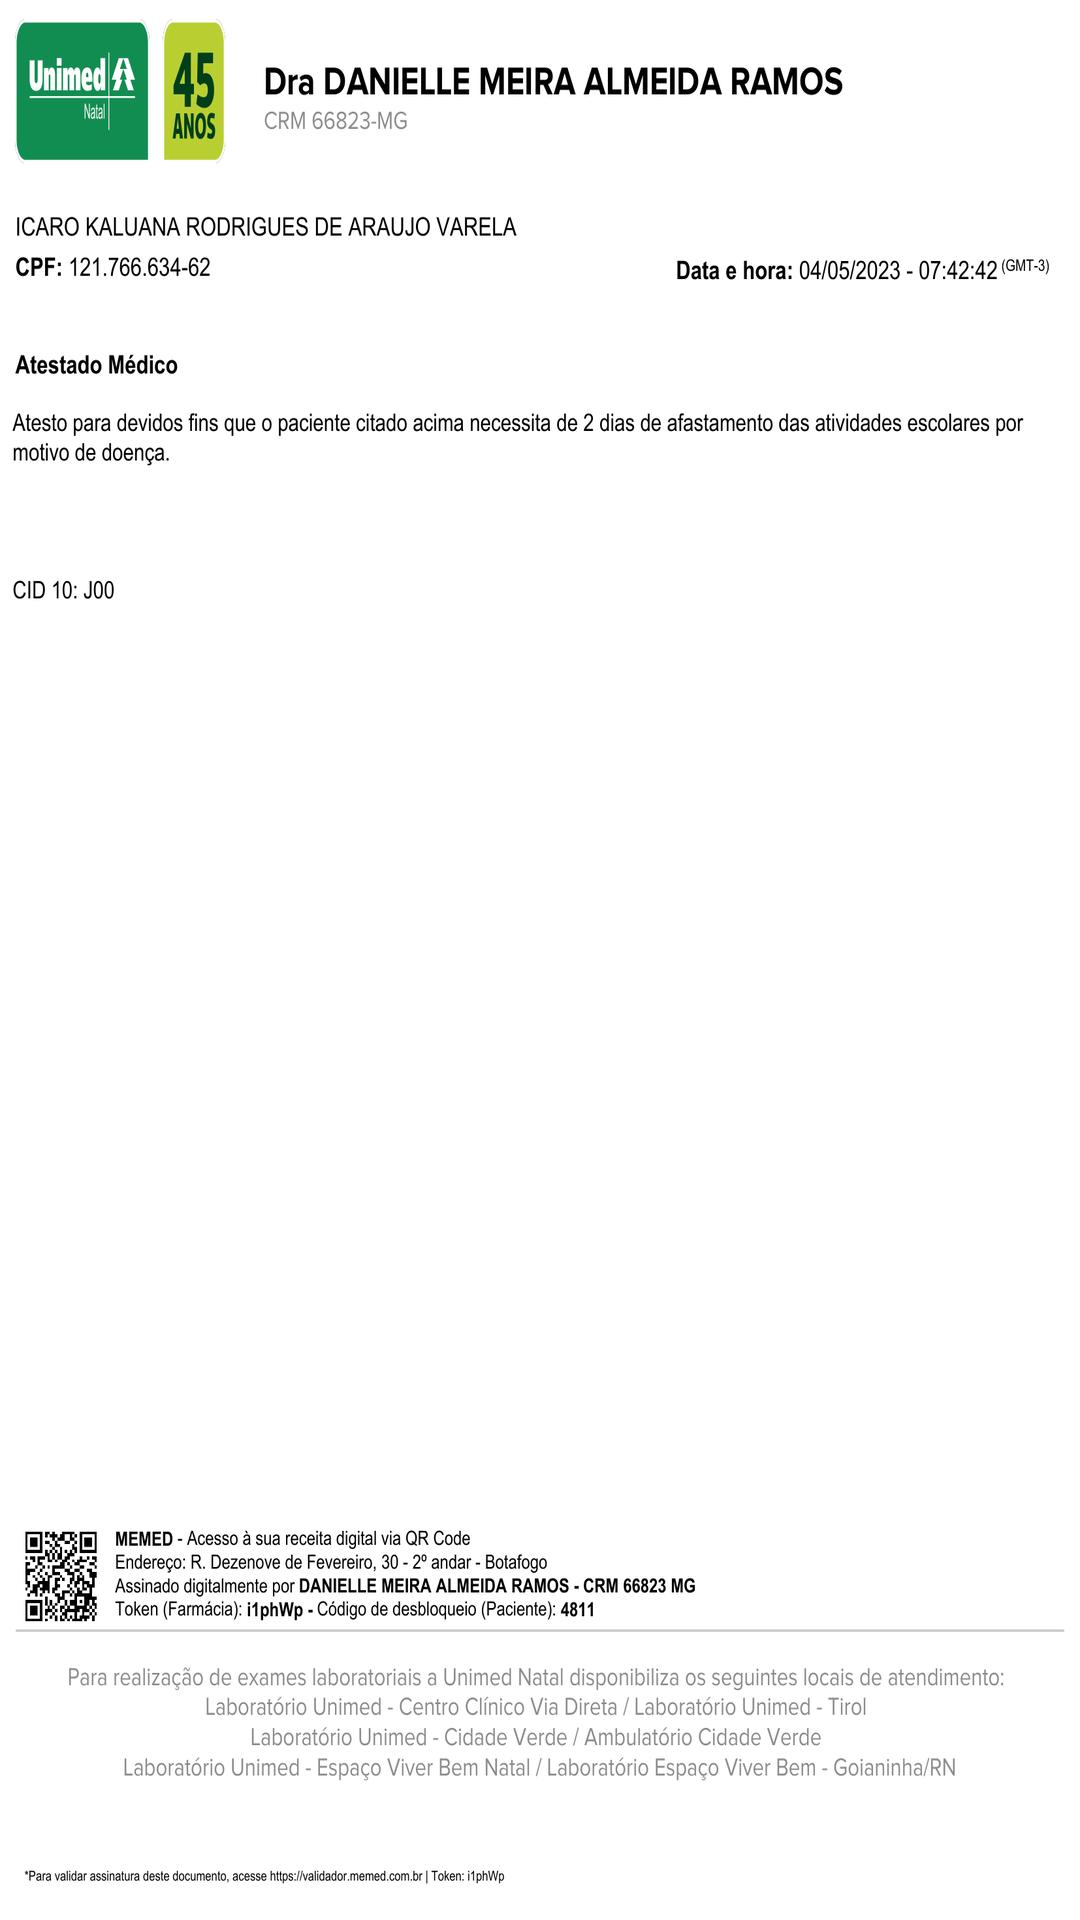 Unimed
Natal
45
ANOS
Dra DANIELLE MEIRA ALMEIDA RAMOS
CRM 66823-MG
ICARO KALUANA RODRIGUES DE ARAUJO VARELA
CPF: 121.766.634-62
Data e hora: 04/05/2023 - 07:42:42 (GMT-3)
Atestado Médico
Atesto para devidos fins que o paciente citado acima necessita de 2 dias de afastamento das atividades escolares por
motivo de doença.
CID 10: J00
MEMED - Acesso à sua receita digital via QR Code
Endereço: R. Dezenove de Fevereiro, 30 - 2º andar - Botafogo
Assinado digitalmente por DANIELLE MEIRA ALMEIDA RAMOS - CRM 66823 MG
Token (Farmácia): i1phWp - Código de desbloqueio (Paciente): 4811
Para realização de exames laboratoriais a Unimed Natal disponibiliza os seguintes locais de atendimento:
Laboratório Unimed - Centro Clínico Via Direta / Laboratório Unimed - Tirol
Laboratório Unimed - Cidade Verde / Ambulatório Cidade Verde
Laboratório Unimed - Espaço Viver Bem Natal / Laboratório Espaço Viver Bem - Goianinha/RN
*Para validar assinatura deste documento, acesse https://validador.memed.com.br | Token: i1phWp